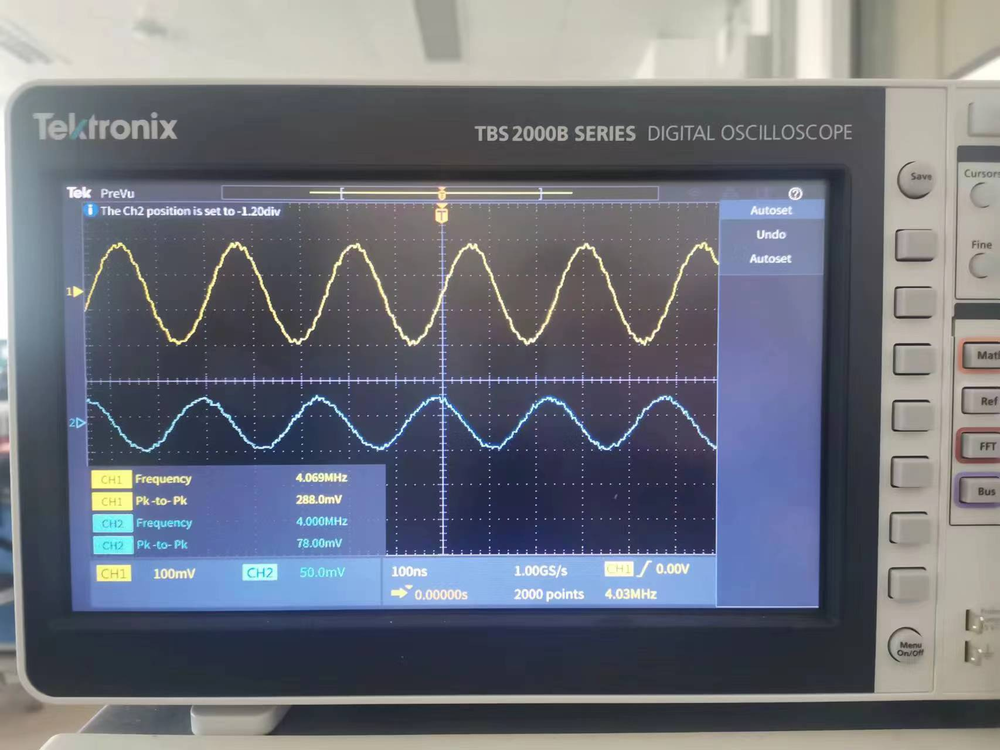 Tektronix
TBS 2000B SERIES DIGITAL OSCILLOSCOPE
Tek PreVu
T
?
i The Ch2 position is set to -1.20div
T
Autoset
Undo
Autoset
1
2
CH1 Frequency 4.069MHz
CH1 Pk-to-Pk 288.0mV
CH2 Frequency 4.000MHz
CH2 Pk-to-Pk 78.00mV
CH1 100mV CH2 50.0mV
100ns 1.00GS/s CH1 0.00V
0.00000s 2000 points 4.03MHz
Save
Menu
On/Off
Cursors
Fine
Mat
Ref
FFT
Bus